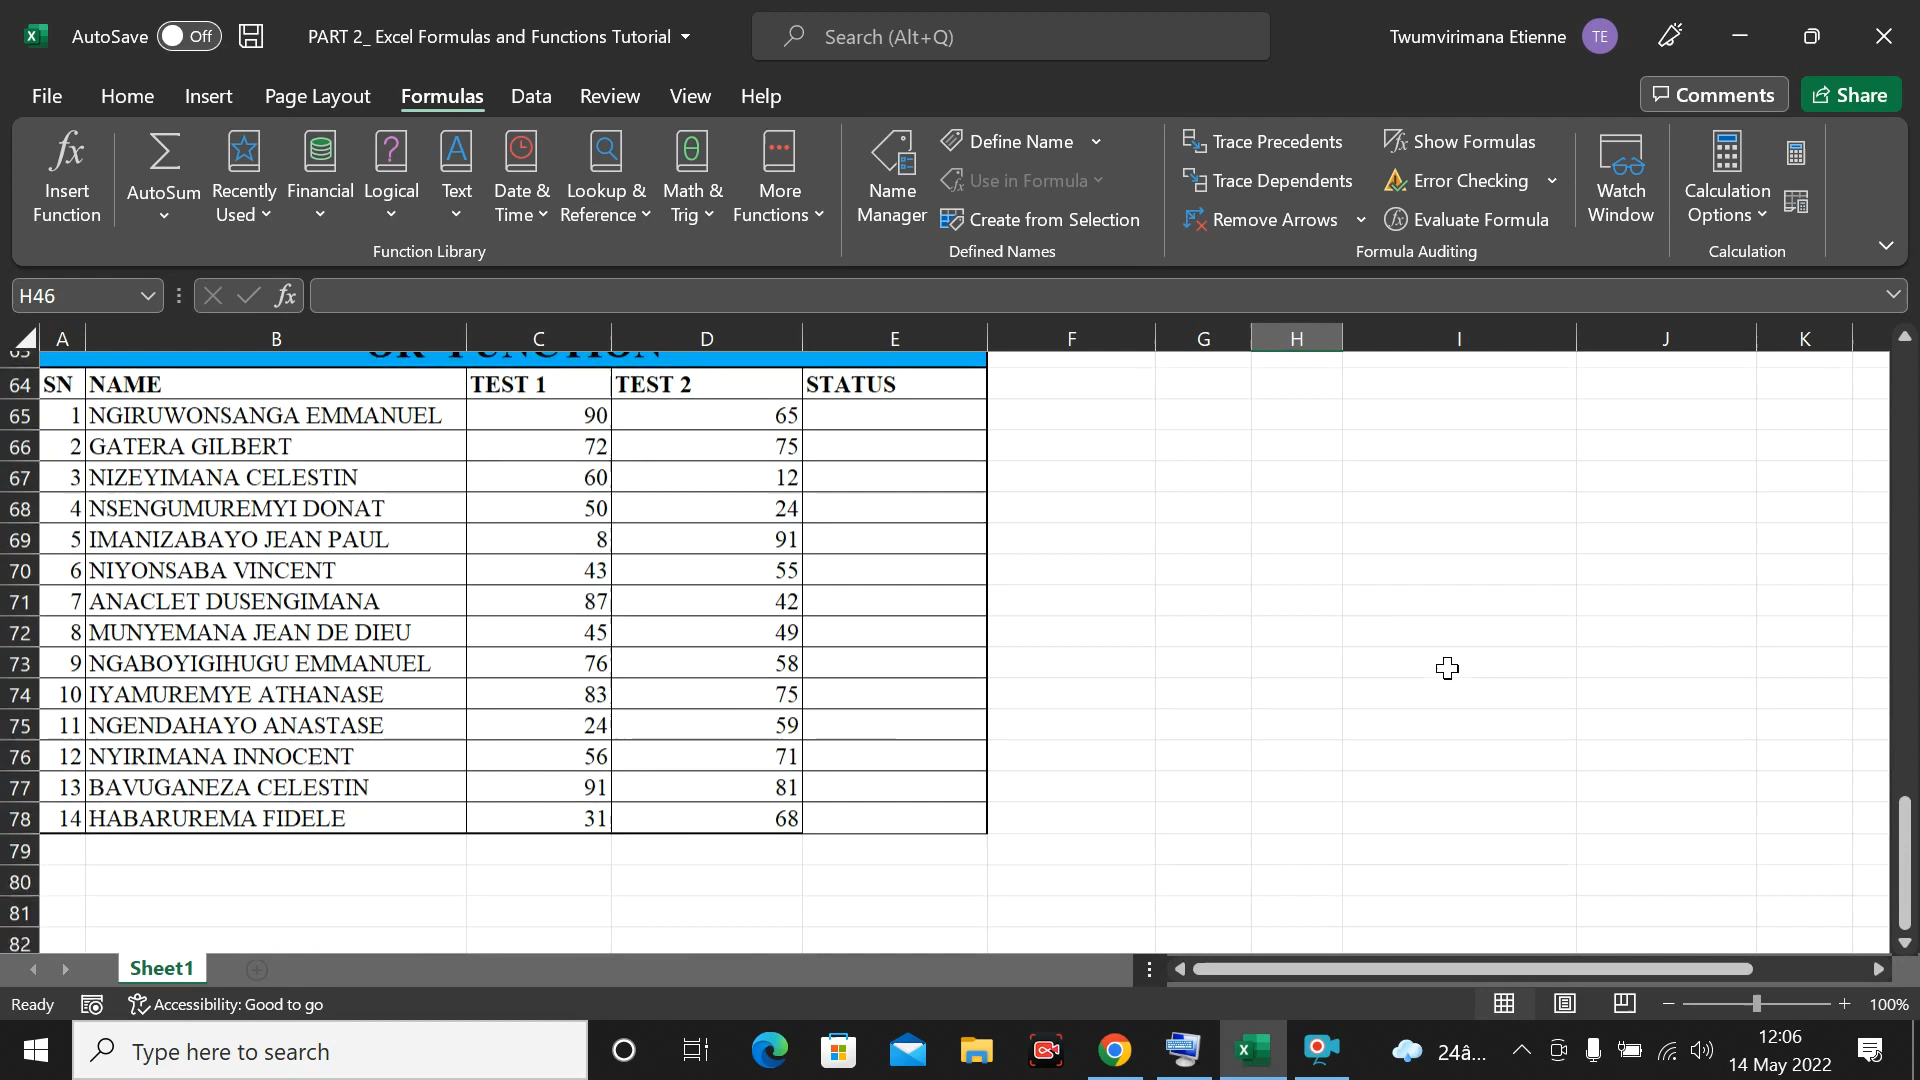 AutoSave Off PART 2_ Excel Formulas and Functions Tutorial Search (Alt+Q) Twumvirimana Etienne TE
File Home Insert Page Layout Formulas Data Review View Help Comments Share
Insert Function AutoSum Recently Used Financial Logical Text Date & Time Lookup & Reference Math & Trig More Functions
Function Library
Name Manager Define Name Use in Formula Create from Selection
Defined Names
Trace Precedents Show Formulas
Trace Dependents Error Checking
Remove Arrows Evaluate Formula
Formula Auditing
Watch Window
Calculation Options
Calculation
H46 fx
A B C D E F G H I J K
OR FUNCTION
64 SN NAME TEST 1 TEST 2 STATUS
65 1 NGIRUWONSANGA EMMANUEL 90 65
66 2 GATERA GILBERT 72 75
67 3 NIZEYIMANA CELESTIN 60 12
68 4 NSENGUMUREMYI DONAT 50 24
69 5 IMANIZABAYO JEAN PAUL 8 91
70 6 NIYONSABA VINCENT 43 55
71 7 ANACLET DUSENGIMANA 87 42
72 8 MUNYEMANA JEAN DE DIEU 45 49
73 9 NGABOYIGIHUGU EMMANUEL 76 58
74 10 IYAMUREMYE ATHANASE 83 75
75 11 NGENDAHAYO ANASTASE 24 59
76 12 NYIRIMANA INNOCENT 56 71
77 13 BAVUGANEZA CELESTIN 91 81
78 14 HABARUREMA FIDELE 31 68
79
80
81
82
Sheet1
Ready Accessibility: Good to go 100%
Type here to search 24â... 12:06
14 May 2022